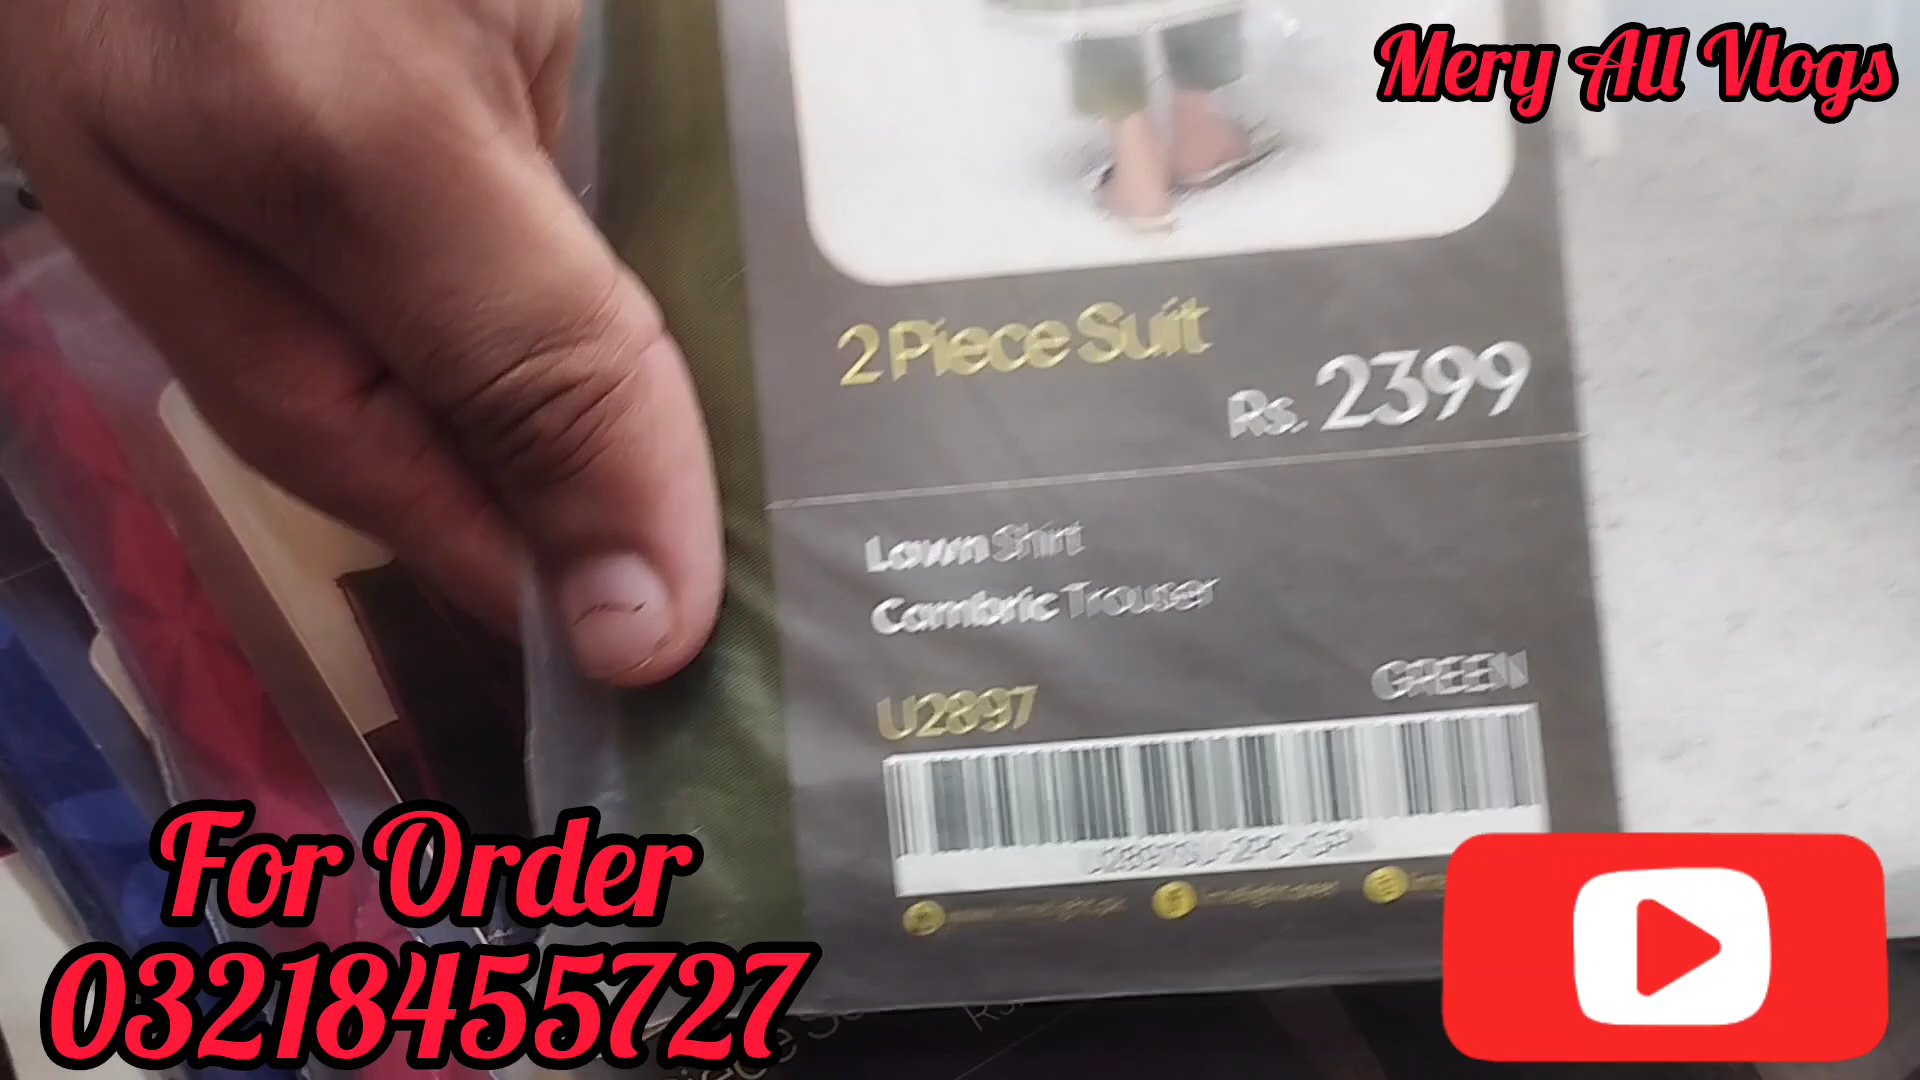 Mery All Vlogs
2 Piece Suit
Rs. 2399
Lawn Shirt
Cambric Trouser
U2897
GREEN
For Order
03218455727